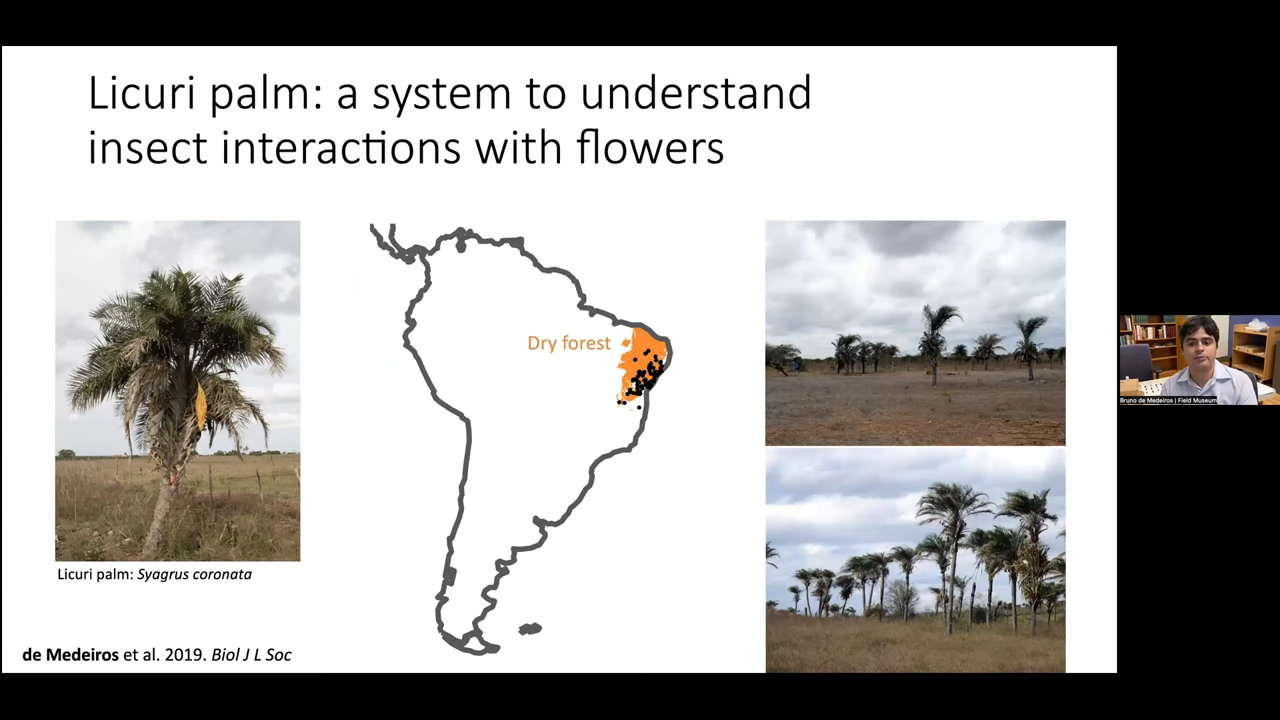 Licuri palm: a system to understand
insect interactions with flowers
Dry forest
Licuri palm: Syagrus coronata
de Medeiros et al. 2019. Biol J L Soc
Bruno de Medeiros | Field Museum